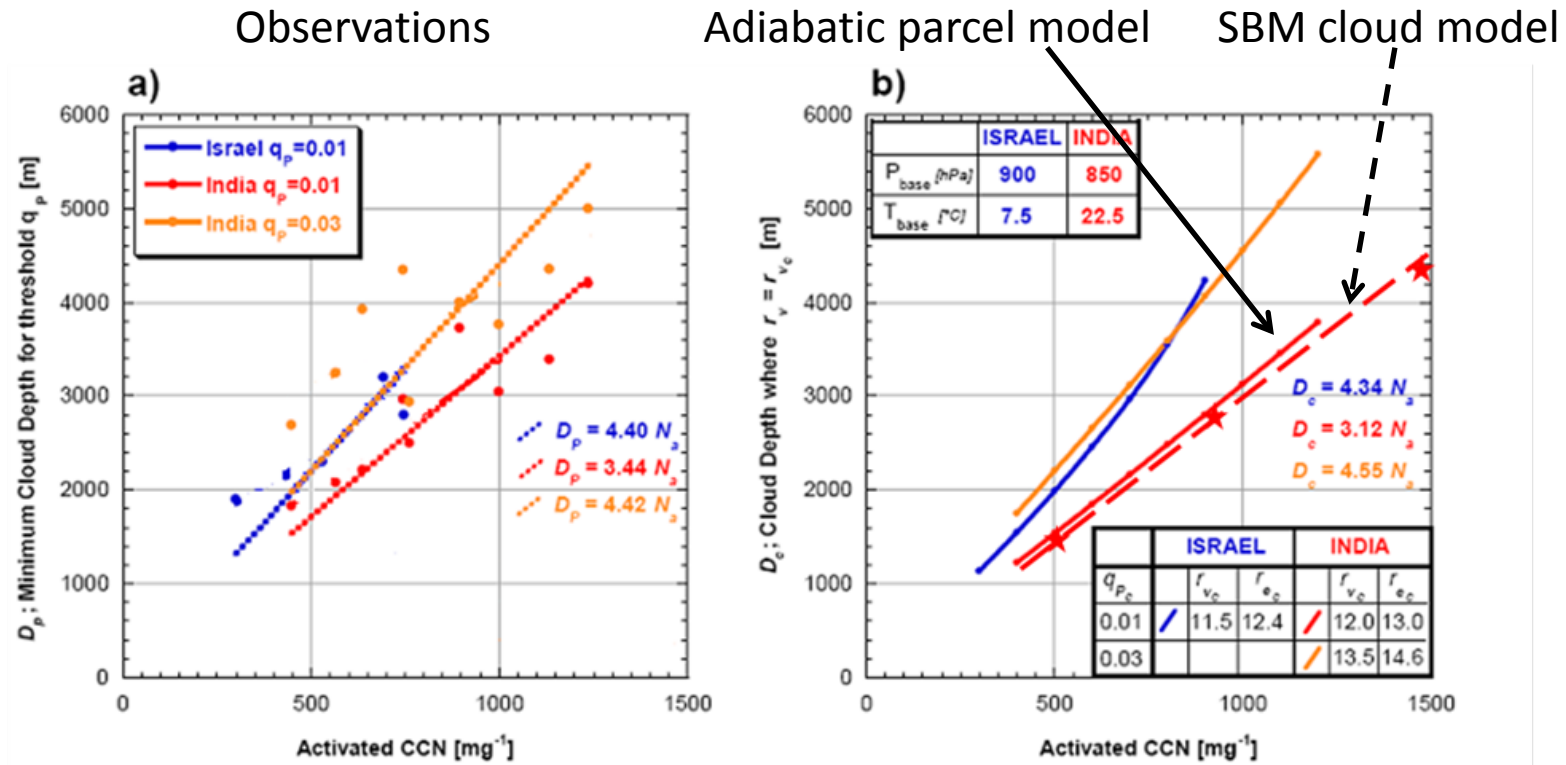 Observations
Adiabatic parcel model
SBM cloud model
a)
6000
5000
4000
3000
2000
1000
0
D_P ; Minimum Cloud Depth for threshold q_P [m]
Israel q_P=0.01
India q_P=0.01
India q_P=0.03
D_P = 4.40 N_a
D_P = 3.44 N_a
D_P = 4.42 N_a
0
500
1000
1500
Activated CCN [mg⁻¹]
b)
6000
5000
4000
3000
2000
1000
0
D_c ; Cloud Depth where r_v = r_vc [m]
ISRAEL INDIA
P_base [hPa] 900 850
T_base [°C] 7.5 22.5
D_c = 4.34 N_a
D_c = 3.12 N_a
D_c = 4.55 N_a
ISRAEL INDIA
q_Pc r_vc r_ec r_vc r_ec
0.01 11.5 12.4 12.0 13.0
0.03 13.5 14.6
0
500
1000
1500
Activated CCN [mg⁻¹]